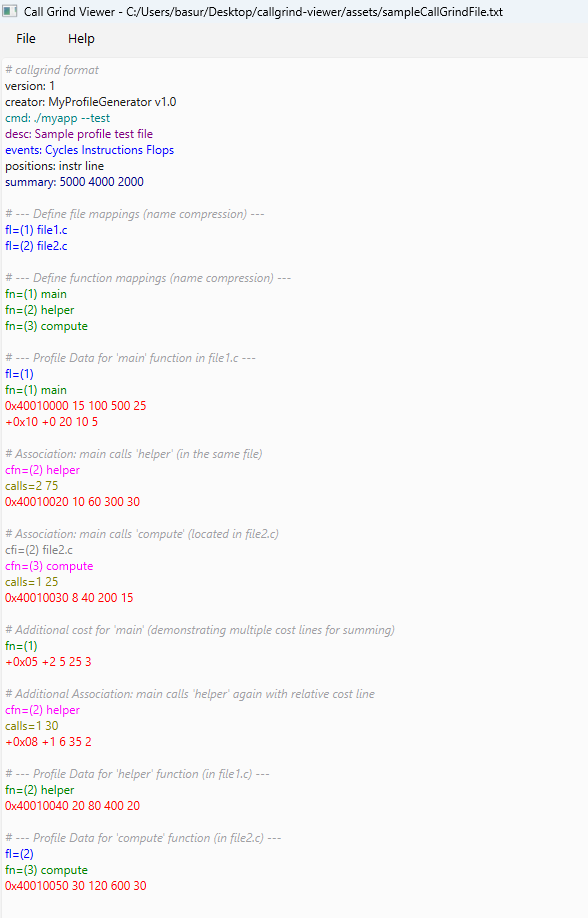 Call Grind Viewer - C:/Users/basur/Desktop/callgrind-viewer/assets/sampleCallGrindFile.txt
File Help
# callgrind format
version: 1
creator: MyProfileGenerator v1.0
cmd: ./myapp --test
desc: Sample profile test file
events: Cycles Instructions Flops
positions: instr line
summary: 5000 4000 2000
# --- Define file mappings (name compression) ---
fl=(1) file1.c
fl=(2) file2.c
# --- Define function mappings (name compression) ---
fn=(1) main
fn=(2) helper
fn=(3) compute
# --- Profile Data for 'main' function in file1.c ---
fl=(1)
fn=(1) main
0x40010000 15 100 500 25
+0x10 +0 20 10 5
# Association: main calls 'helper' (in the same file)
cfn=(2) helper
calls=2 75
0x40010020 10 60 300 30
# Association: main calls 'compute' (located in file2.c)
cfi=(2) file2.c
cfn=(3) compute
calls=1 25
0x40010030 8 40 200 15
# Additional cost for 'main' (demonstrating multiple cost lines for summing)
fn=(1)
+0x05 +2 5 25 3
# Additional Association: main calls 'helper' again with relative cost line
cfn=(2) helper
calls=1 30
+0x08 +1 6 35 2
# --- Profile Data for 'helper' function (in file1.c) ---
fn=(2) helper
0x40010040 20 80 400 20
# --- Profile Data for 'compute' function (in file2.c) ---
fl=(2)
fn=(3) compute
0x40010050 30 120 600 30